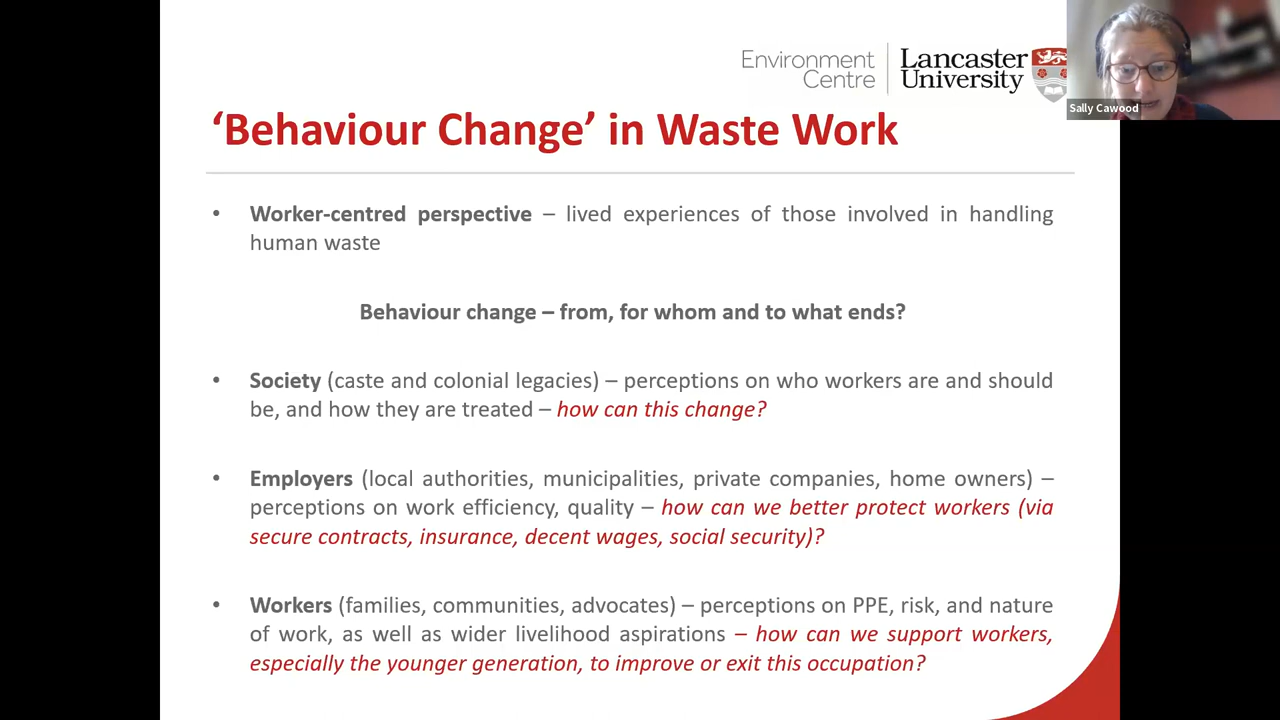 Environment
Centre
Lancaster
University
Sally Cawood
‘Behaviour Change’ in Waste Work
• Worker-centred perspective – lived experiences of those involved in handling
human waste
Behaviour change – from, for whom and to what ends?
• Society (caste and colonial legacies) – perceptions on who workers are and should
be, and how they are treated – how can this change?
• Employers (local authorities, municipalities, private companies, home owners) –
perceptions on work efficiency, quality – how can we better protect workers (via
secure contracts, insurance, decent wages, social security)?
• Workers (families, communities, advocates) – perceptions on PPE, risk, and nature
of work, as well as wider livelihood aspirations – how can we support workers,
especially the younger generation, to improve or exit this occupation?